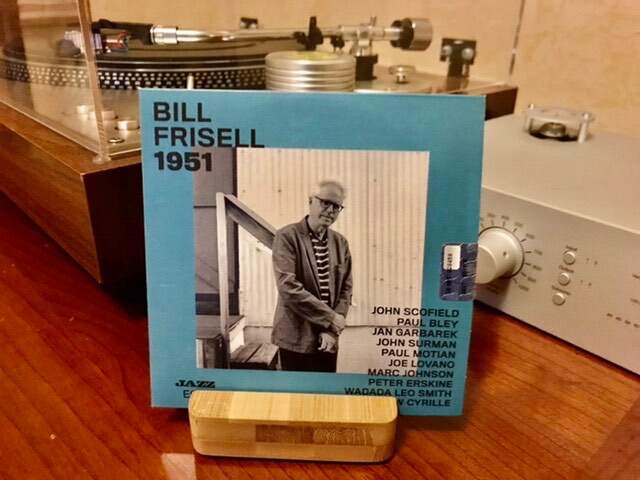 BILL
FRISELL
1951
JOHN SCOFIELD
PAUL BLEY
JAN GARBAREK
JOHN SURMAN
PAUL MOTIAN
JOE LOVANO
MARC JOHNSON
PETER ERSKINE
WADADA LEO SMITH
CYRILLE
JAZZ